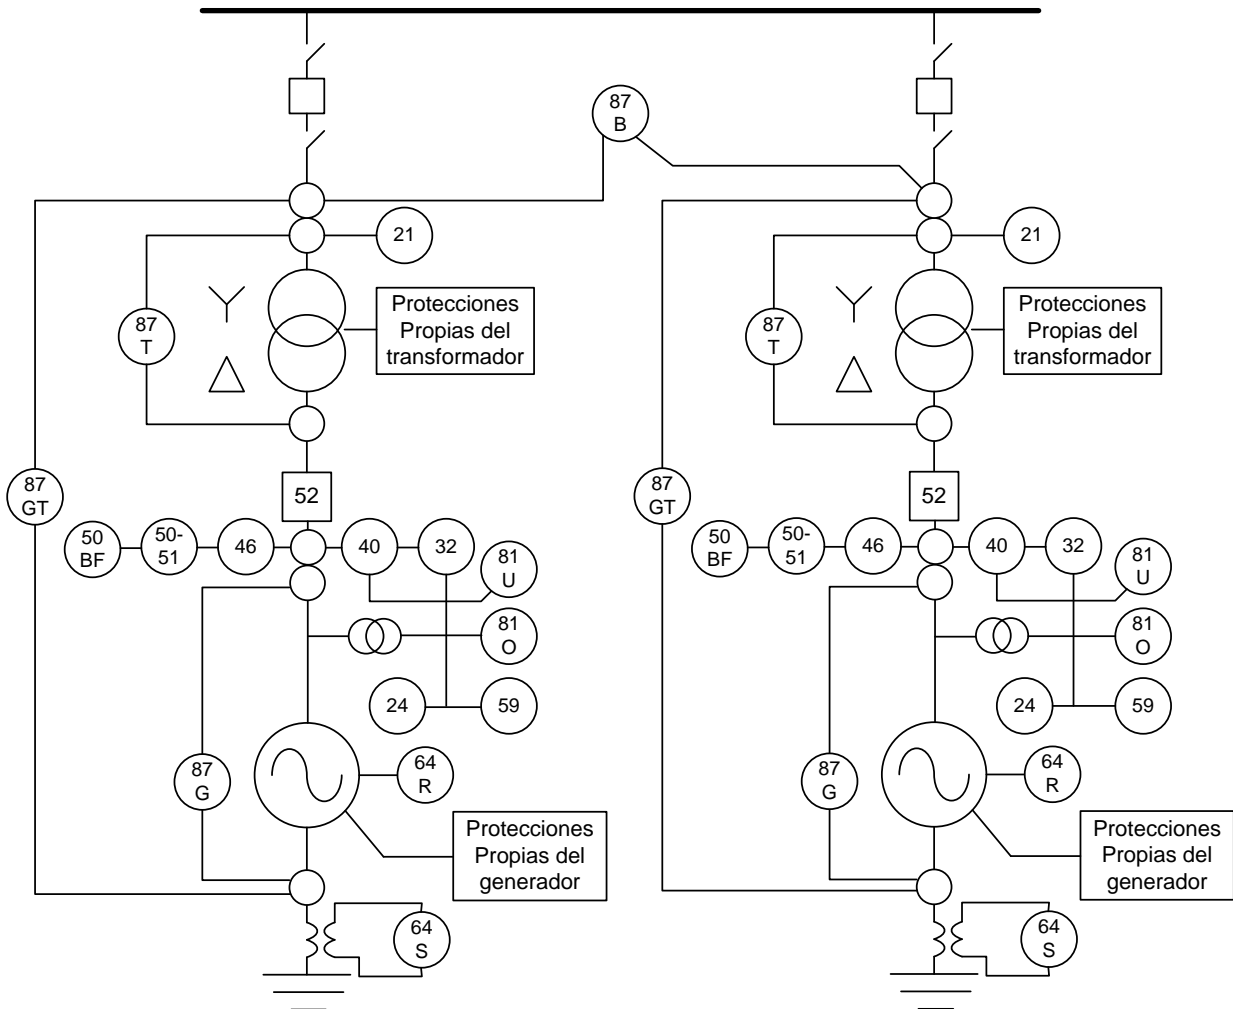 87
B
21
21
Protecciones
Propias del
transformador
Protecciones
Propias del
transformador
87
T
87
T
87
GT
87
GT
52
52
50
BF
50-
51
46
40
32
81
U
50
BF
50-
51
46
40
32
81
U
81
O
81
O
24
59
24
59
87
G
64
R
87
G
64
R
Protecciones
Propias del
generador
Protecciones
Propias del
generador
64
S
64
S